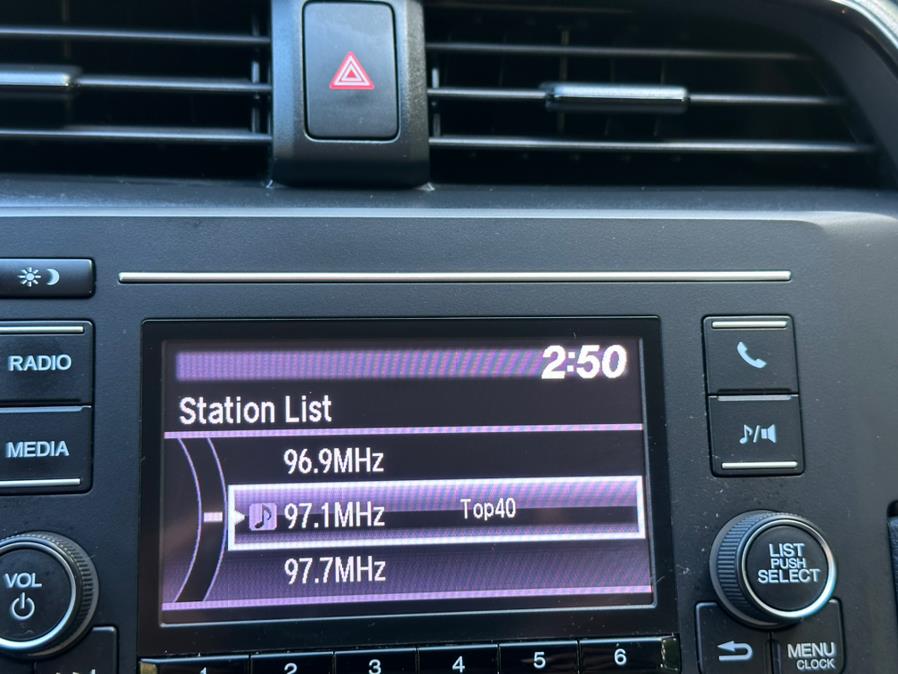 RADIO
MEDIA
VOL
2:50
Station List
96.9MHz
97.1MHz Top40
97.7MHz
LIST
PUSH
SELECT
MENU
CLOCK
1 2 3 4 5 6